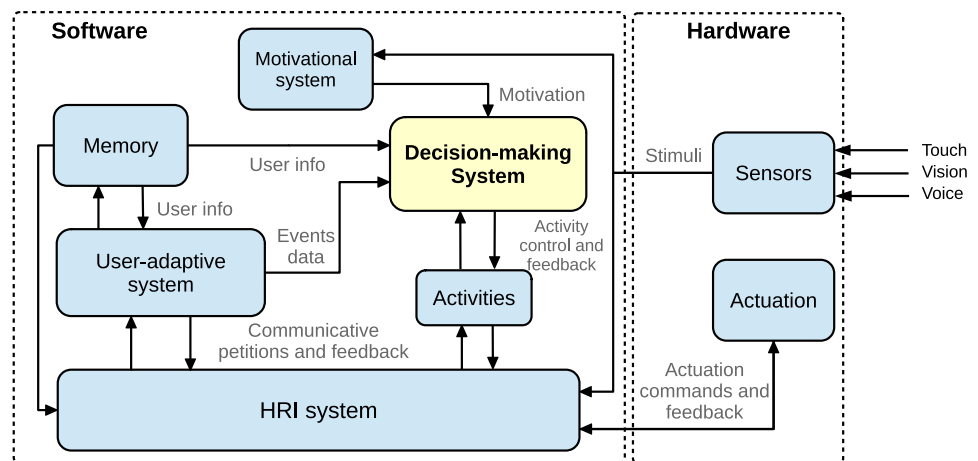 Software
Hardware
Motivational
system
Motivation
Memory
User info
Decision-making
System
Stimuli
Sensors
Touch
Vision
Voice
User info
User-adaptive
system
Events
data
Activity
control and
feedback
Activities
Actuation
Communicative
petitions and feedback
HRI system
Actuation
commands and
feedback